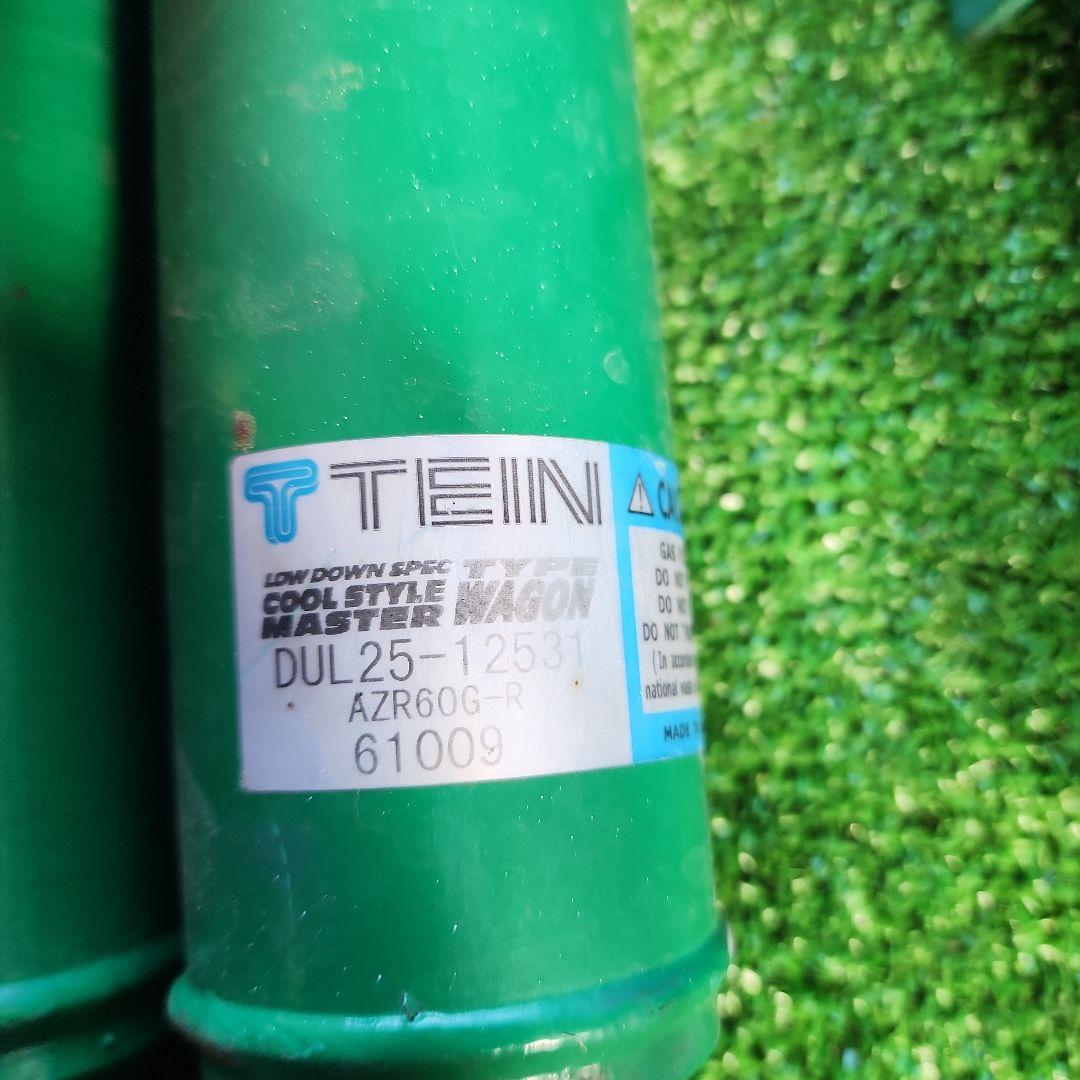 TEIN
LOW DOWN SPEC TYPE
COOL STYLE WAGON
MASTER
DUL25-12531
AZR60G-R
61009
GAS
DO NOT
DO NOT
DO NOT
(In
national
MADE